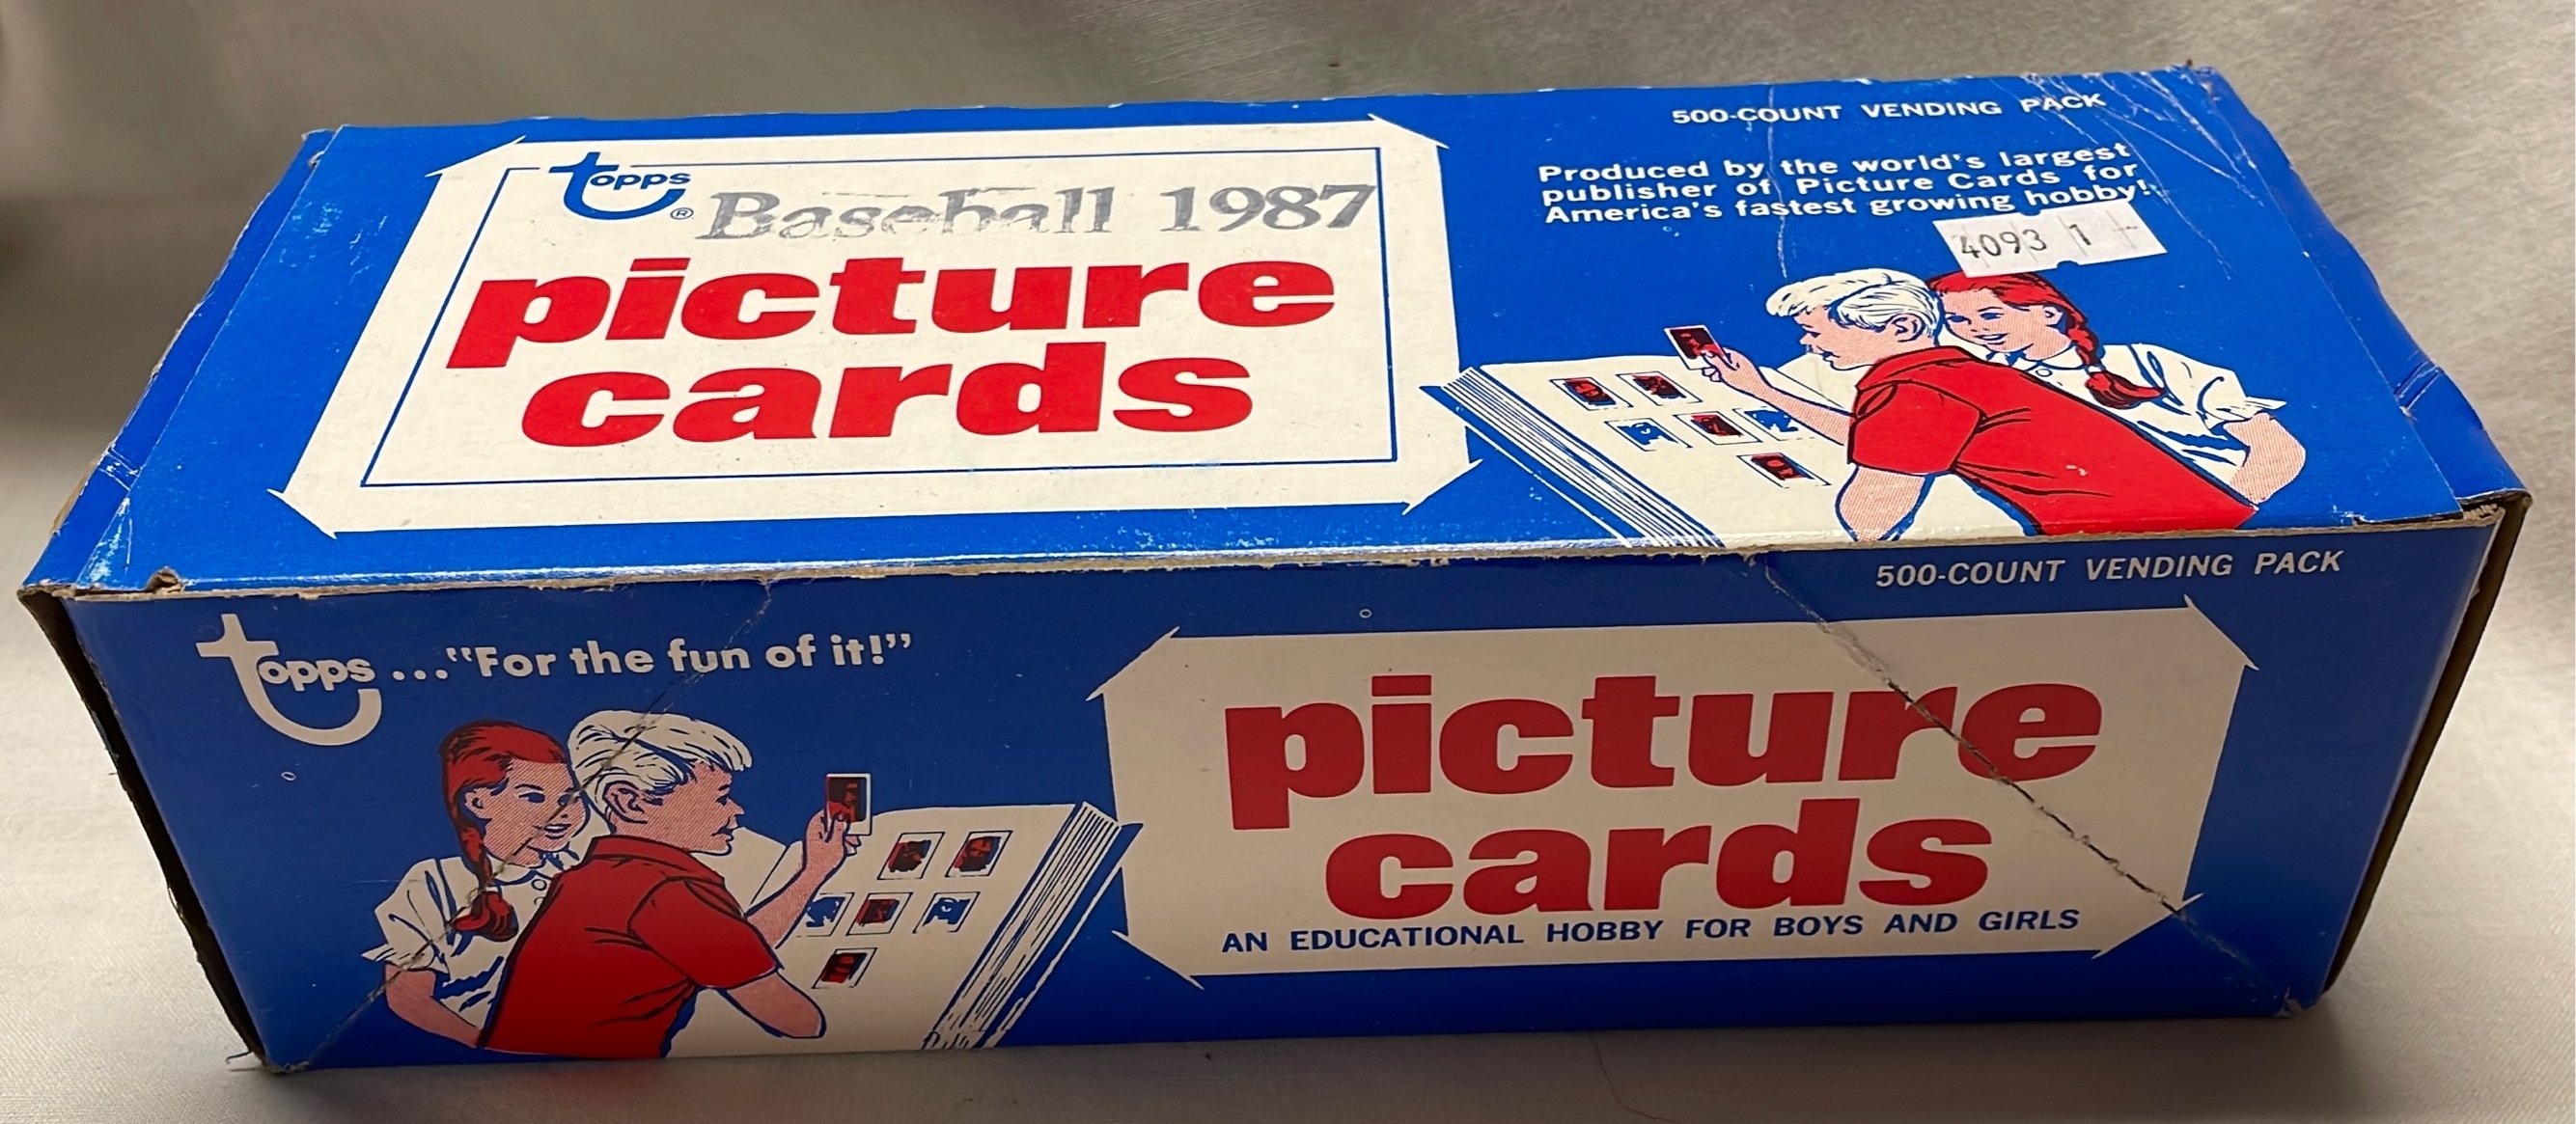 500-COUNT VENDING PACK
topps ® Baseball 1987
picture
cards
Produced by the world's largest
publisher of Picture Cards for
America's fastest growing hobby!
4093 1
500-COUNT VENDING PACK
topps ..."For the fun of it!"
picture
cards
AN EDUCATIONAL HOBBY FOR BOYS AND GIRLS